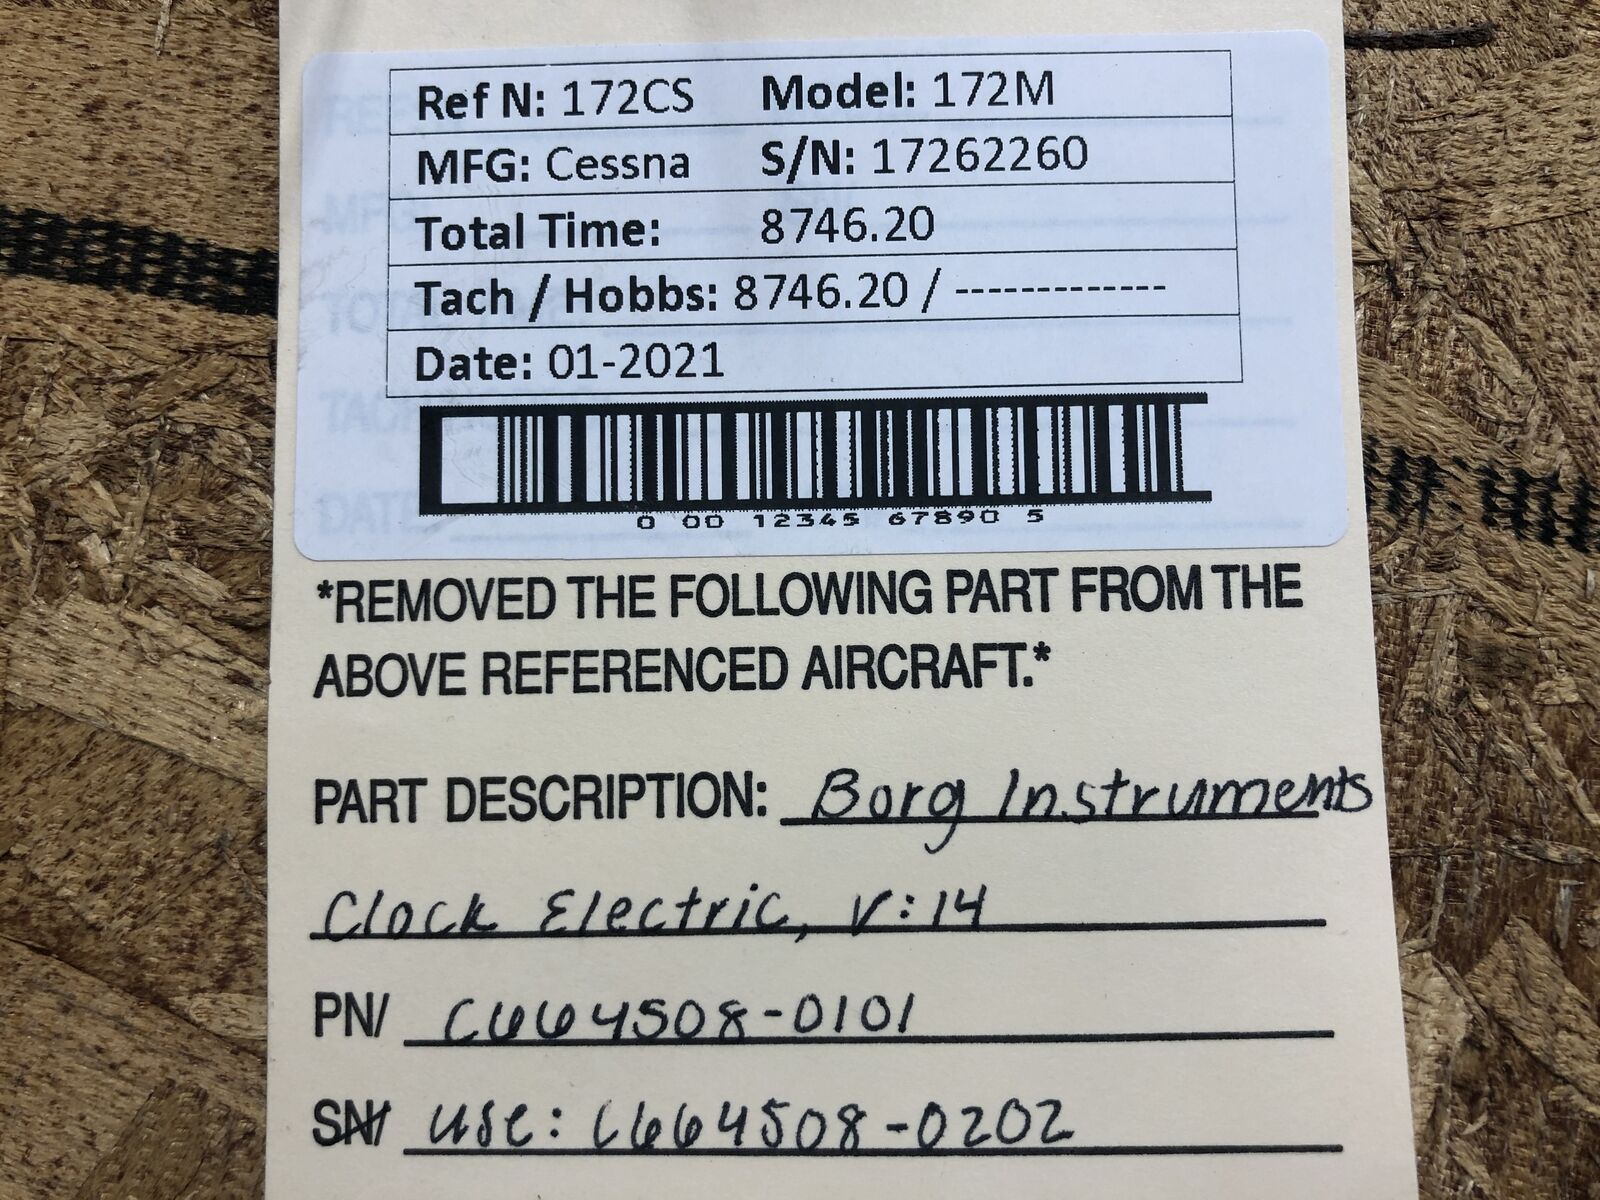 Ref N: 172CS Model: 172M
MFG: Cessna S/N: 17262260
Total Time: 8746.20
Tach / Hobbs: 8746.20 / -------------
Date: 01-2021
0 00 12345 67890 5
*REMOVED THE FOLLOWING PART FROM THE
ABOVE REFERENCED AIRCRAFT.*
PART DESCRIPTION: Borg Instruments
Clock Electric, V:14
PN/ C664508-0101
SN/ use: C664508-0202